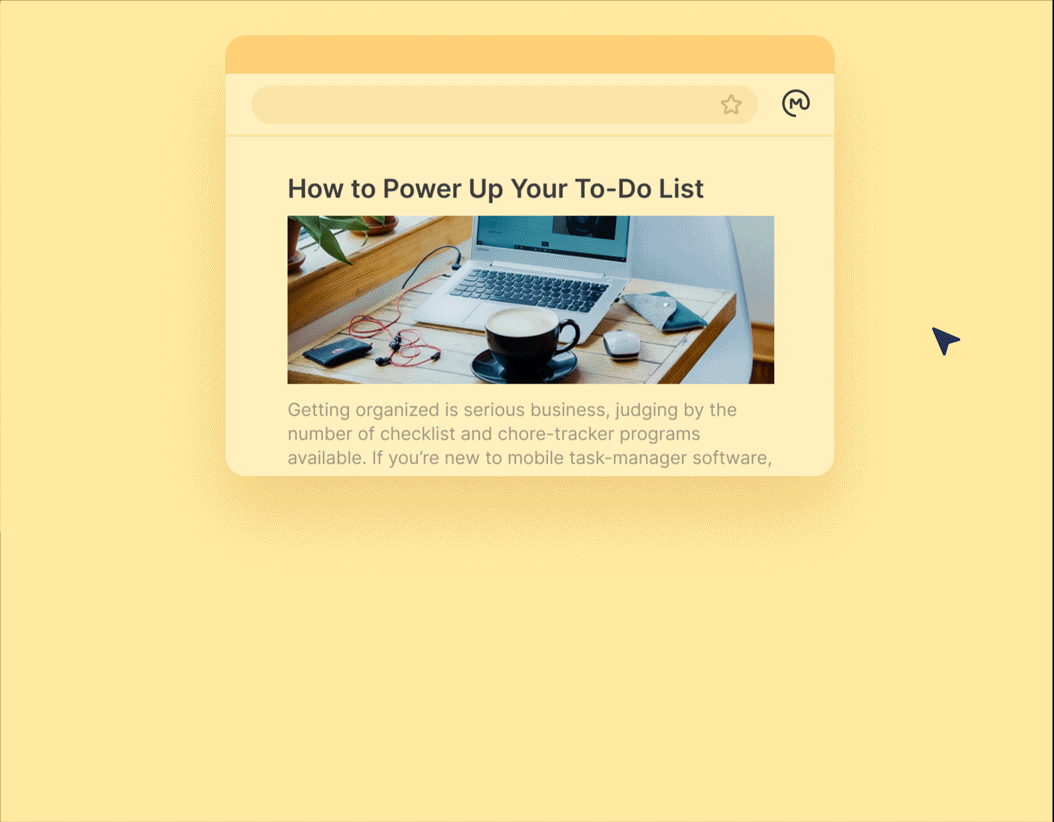 How to Power Up Your To-Do List
Getting organized is serious business, judging by the
number of checklist and chore-tracker programs
available. If you’re new to mobile task-manager software,